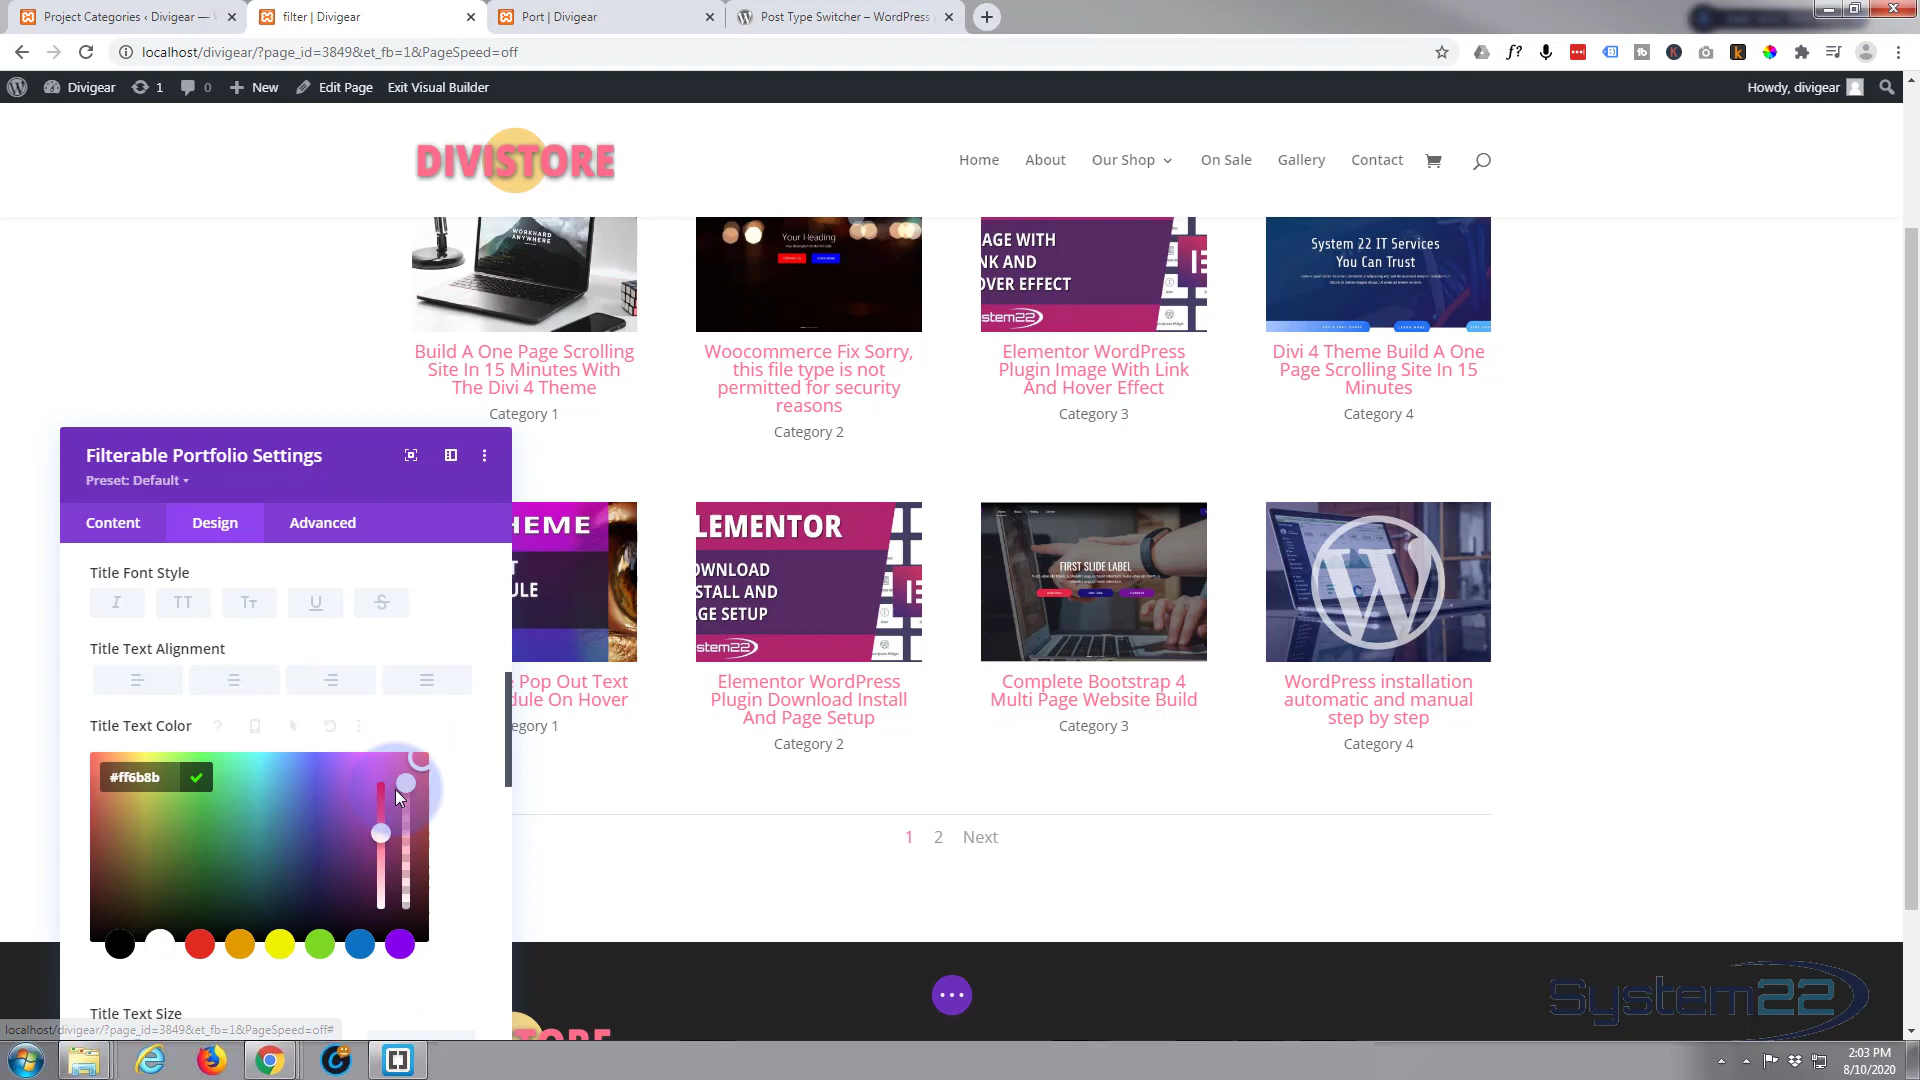 Project Categories ‹ Divigear —
filter | Divigear
Port | Divigear
Post Type Switcher – WordPress
localhost/divigear/?page_id=3849&et_fb=1&PageSpeed=off
Divigear
1
0
New
Edit Page
Exit Visual Builder
Howdy, divigear
DIVISTORE
Home
About
Our Shop
On Sale
Gallery
Contact
WORKHARD
ANYWHERE
Your Heading
AGE WITH
NK AND
OVER EFFECT
stem22
System 22 IT Services
You Can Trust
Build A One Page Scrolling
Site In 15 Minutes With
The Divi 4 Theme
Category 1
Woocommerce Fix Sorry,
this file type is not
permitted for security
reasons
Category 2
Elementor WordPress
Plugin Image With Link
And Hover Effect
Category 3
Divi 4 Theme Build A One
Page Scrolling Site In 15
Minutes
Category 4
Filterable Portfolio Settings
Preset: Default
Content
Design
Advanced
Title Font Style
I
TT
Tт
U
S
Title Text Alignment
Title Text Color
?
#ff6b8b
Title Text Size
HEME
T
ULE
LEMENTOR
OWNLOAD
STALL AND
AGE SETUP
stem22
FIRST SLIDE LABEL
W
e Pop Out Text
dule On Hover
egory 1
Elementor WordPress
Plugin Download Install
And Page Setup
Category 2
Complete Bootstrap 4
Multi Page Website Build
Category 3
WordPress installation
automatic and manual
step by step
Category 4
1
2
Next
System22
localhost/divigear/?page_id=3849&et_fb=1&PageSpeed=off#
2:03 PM
8/10/2020